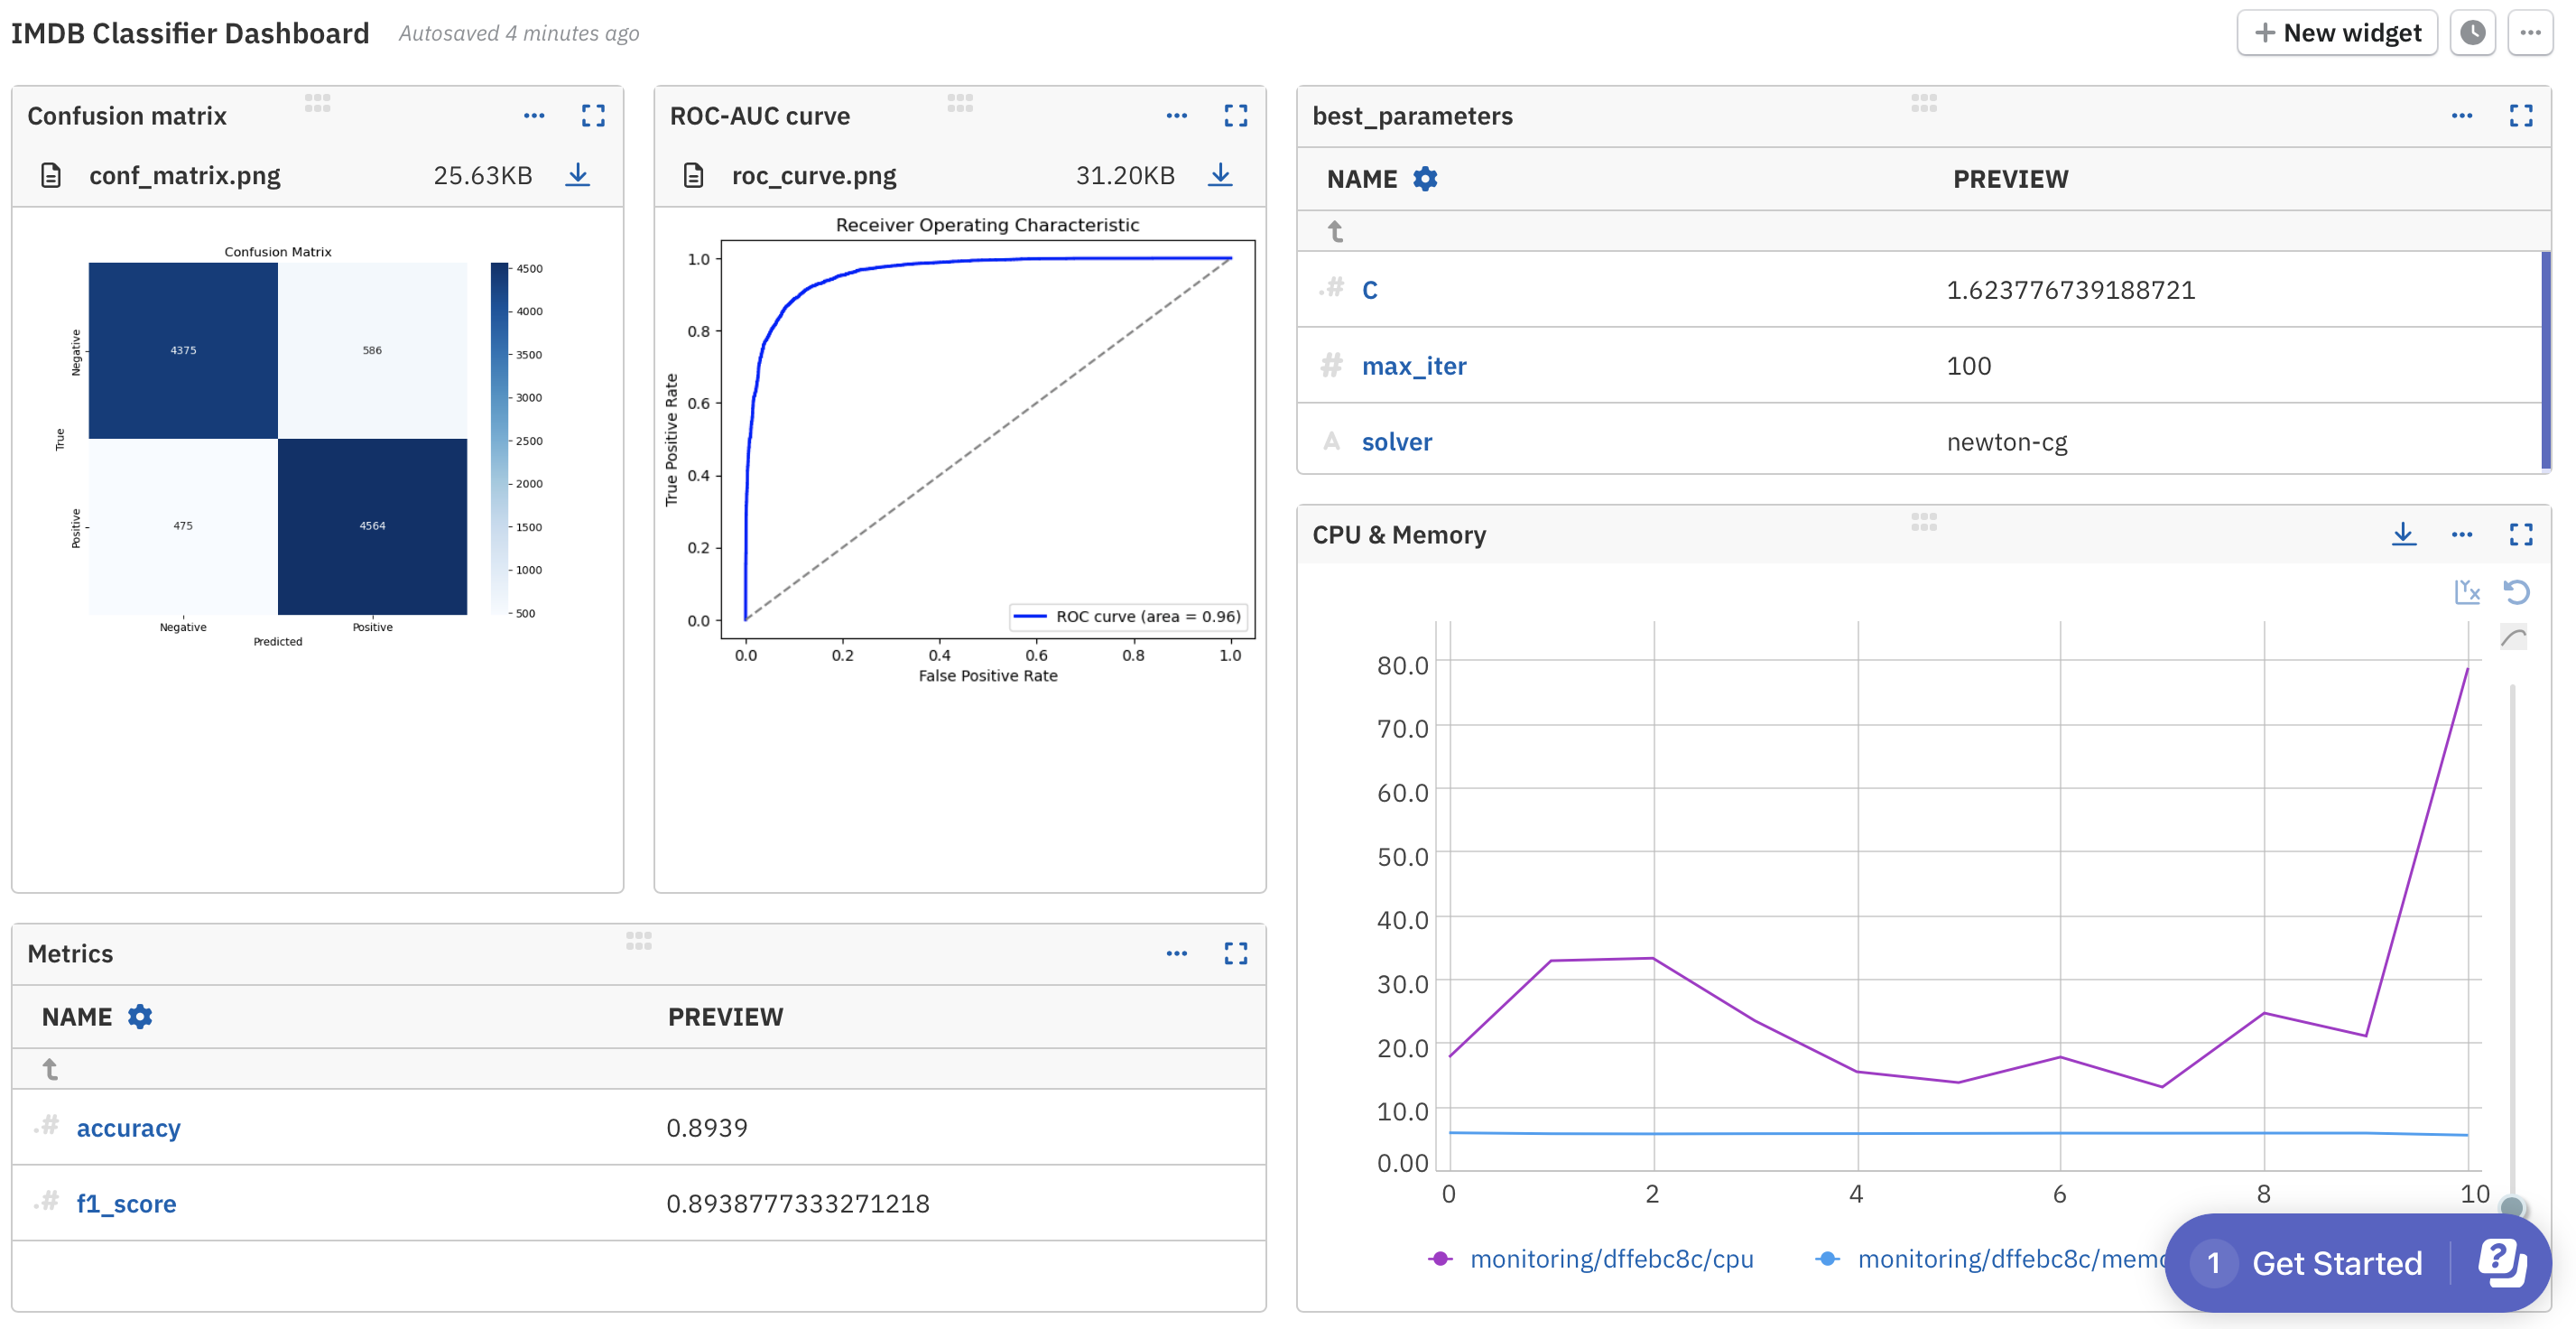 IMDB Classifier Dashboard Autosaved 4 minutes ago
New widget
Confusion matrix
conf_matrix.png 25.63KB
Confusion Matrix
Negative
True
Positive
4375 586
475 4564
Negative Positive
Predicted
4500
4000
3500
3000
2500
2000
1500
1000
500
ROC-AUC curve
roc_curve.png 31.20KB
Receiver Operating Characteristic
True Positive Rate
1.0
0.8
0.6
0.4
0.2
0.0
ROC curve (area = 0.96)
0.0 0.2 0.4 0.6 0.8 1.0
False Positive Rate
best_parameters
NAME PREVIEW
.# C 1.623776739188721
# max_iter 100
A solver newton-cg
Metrics
NAME PREVIEW
.# accuracy 0.8939
.# f1_score 0.8938777333271218
CPU & Memory
Y
X
80.0
70.0
60.0
50.0
40.0
30.0
20.0
10.0
0.00
0 2 4 6 8 10
monitoring/dffebc8c/cpu monitoring/dffebc8c/mem
1 Get Started ?